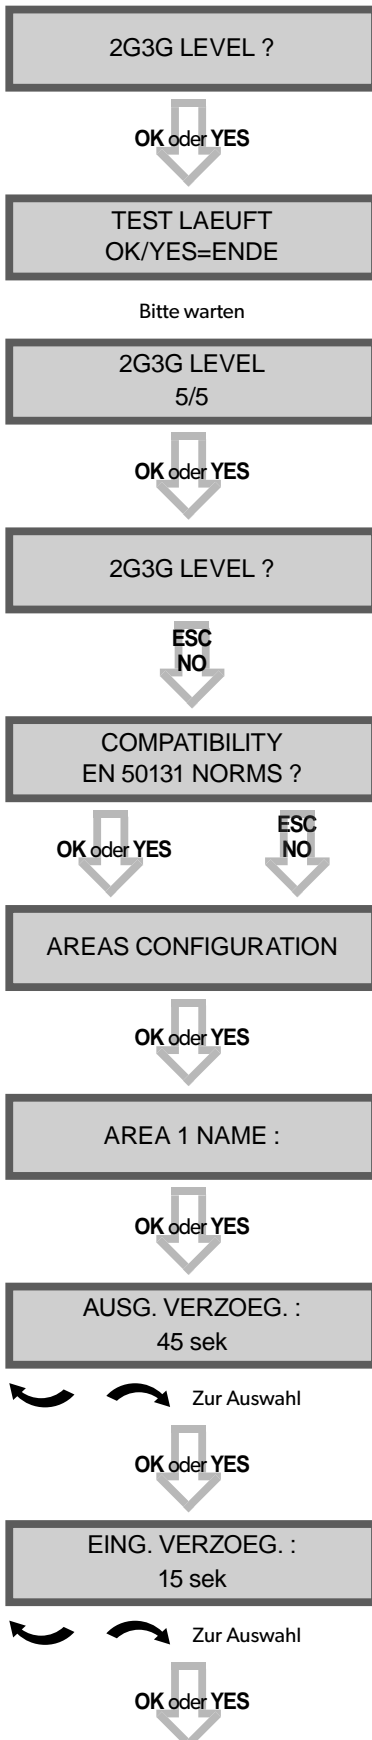 2G3G LEVEL ?
OK oder YES
TEST LAEUFT
OK/YES=ENDE
Bitte warten
2G3G LEVEL
5/5
OK oder YES
2G3G LEVEL ?
ESC
NO
COMPATIBILITY
EN 50131 NORMS ?
OK oder YES
ESC
NO
AREAS CONFIGURATION
OK oder YES
AREA 1 NAME :
OK oder YES
AUSG. VERZOEG. :
45 sek
Zur Auswahl
OK oder YES
EING. VERZOEG. :
15 sek
Zur Auswahl
OK oder YES